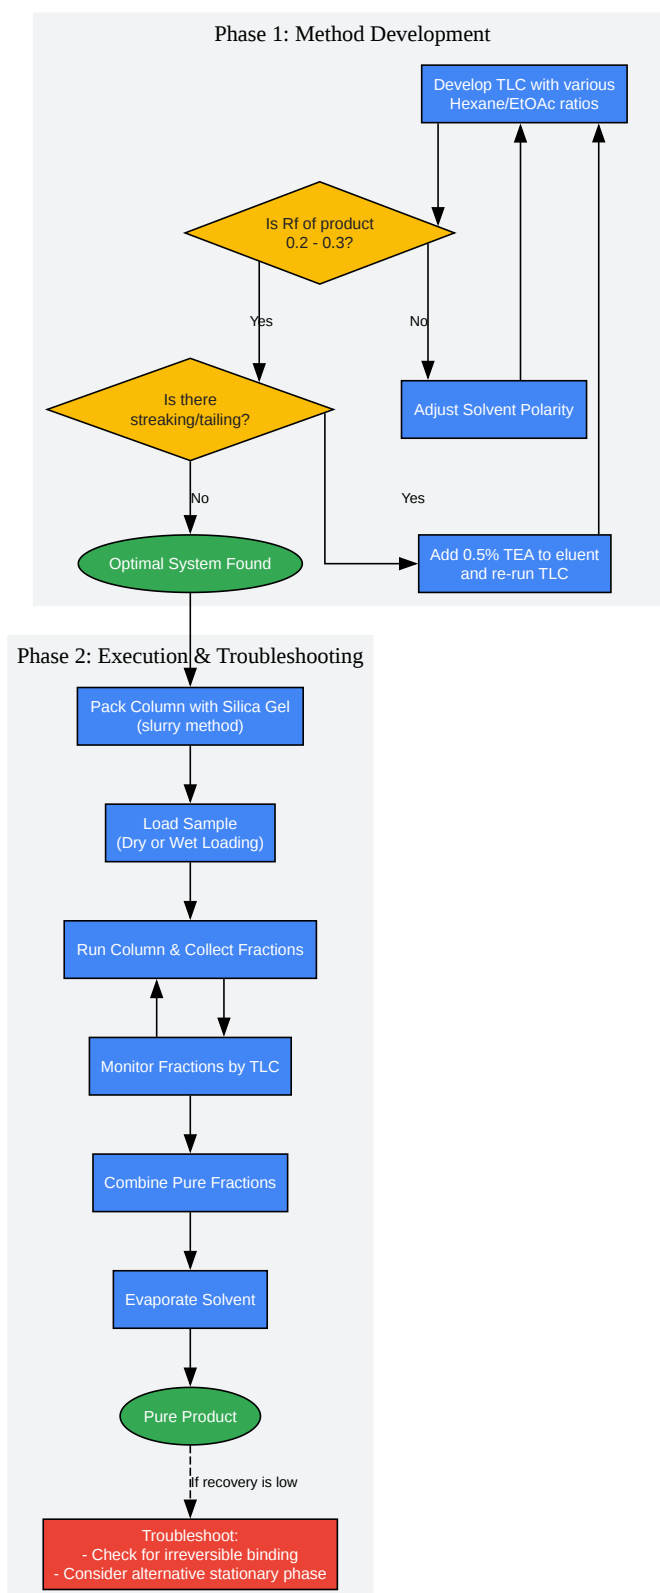 Phase 1: Method Development
Develop TLC with various
Hexane/EtOAc ratios
Is Rf of product
0.2 - 0.3?
Yes
No
Is there
streaking/tailing?
Adjust Solvent Polarity
No
Yes
Optimal System Found
Add 0.5% TEA to eluent
and re-run TLC
Phase 2: Execution & Troubleshooting
Pack Column with Silica Gel
(slurry method)
Load Sample
(Dry or Wet Loading)
Run Column & Collect Fractions
Monitor Fractions by TLC
Combine Pure Fractions
Evaporate Solvent
Pure Product
If recovery is low
Troubleshoot:
- Check for irreversible binding
- Consider alternative stationary phase